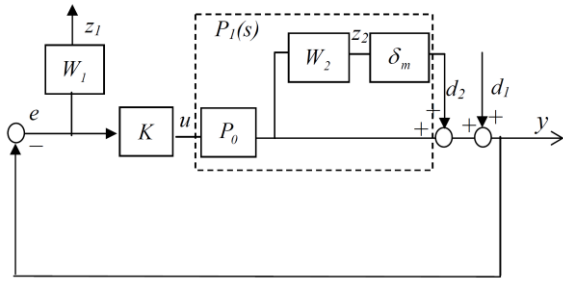 P₁(s)
z₁
z₂
W₁
W₂
δₘ
e
d₂
d₁
K
u
P₀
y
−
+
+
+
+